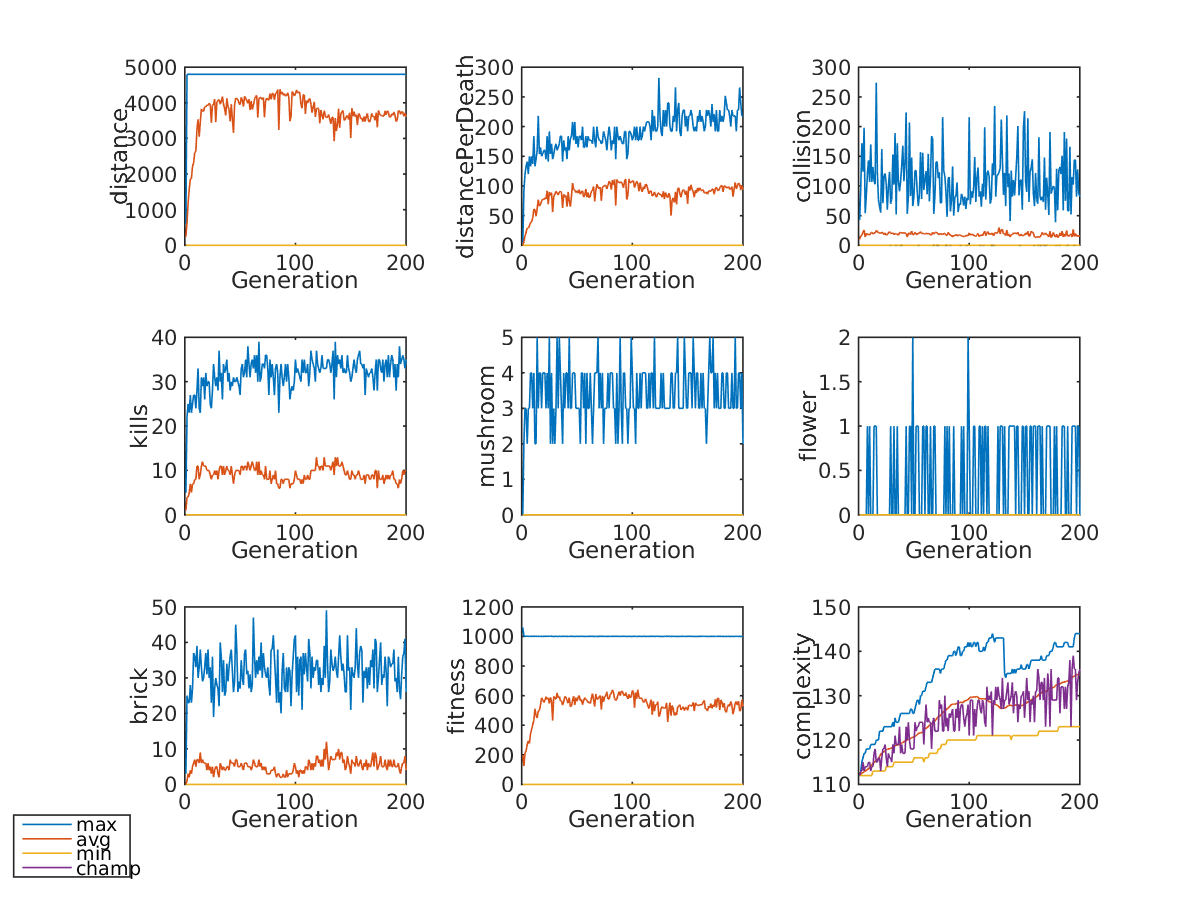 distance
5000
4000
3000
2000
1000
0
0 100 200
Generation
distancePerDeath
300
250
200
150
100
50
0
0 100 200
Generation
collision
300
250
200
150
100
50
0
0 100 200
Generation
kills
40
30
20
10
0
0 100 200
Generation
mushroom
5
4
3
2
1
0
0 100 200
Generation
flower
2
1.5
1
0.5
0
0 100 200
Generation
brick
50
40
30
20
10
0
0 100 200
Generation
fitness
1200
1000
800
600
400
200
0
0 100 200
Generation
complexity
150
140
130
120
110
0 100 200
Generation
max
avg
min
champ